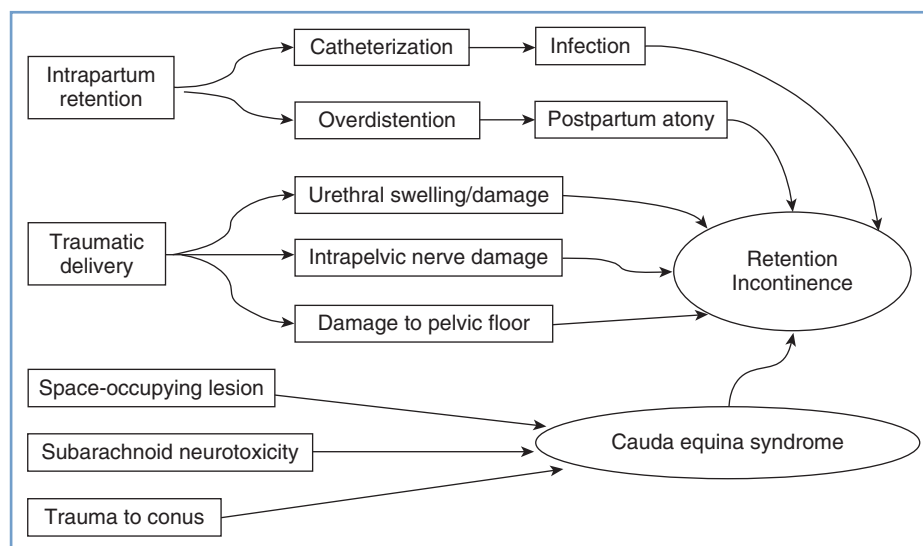 Intrapartum
retention
Catheterization
Infection
Overdistention
Postpartum atony
Traumatic
delivery
Urethral swelling/damage
Intrapelvic nerve damage
Damage to pelvic floor
Retention
Incontinence
Space-occupying lesion
Subarachnoid neurotoxicity
Trauma to conus
Cauda equina syndrome